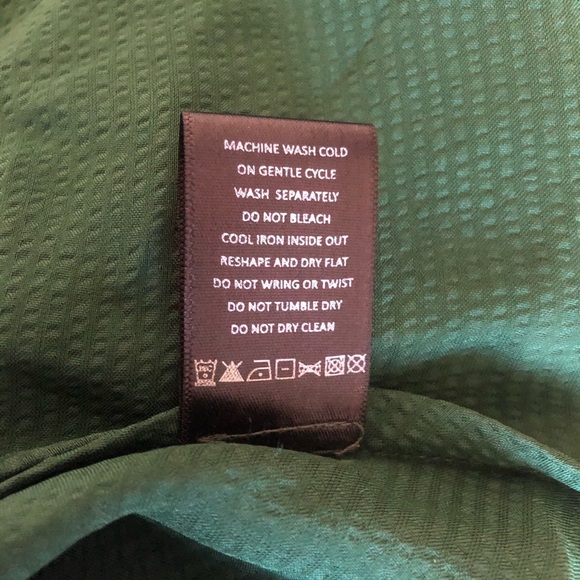 MACHINE WASH COLD
ON GENTLE CYCLE
WASH SEPARATELY
DO NOT BLEACH
COOL IRON INSIDE OUT
RESHAPE AND DRY FLAT
DO NOT WRING OR TWIST
DO NOT TUMBLE DRY
DO NOT DRY CLEAN